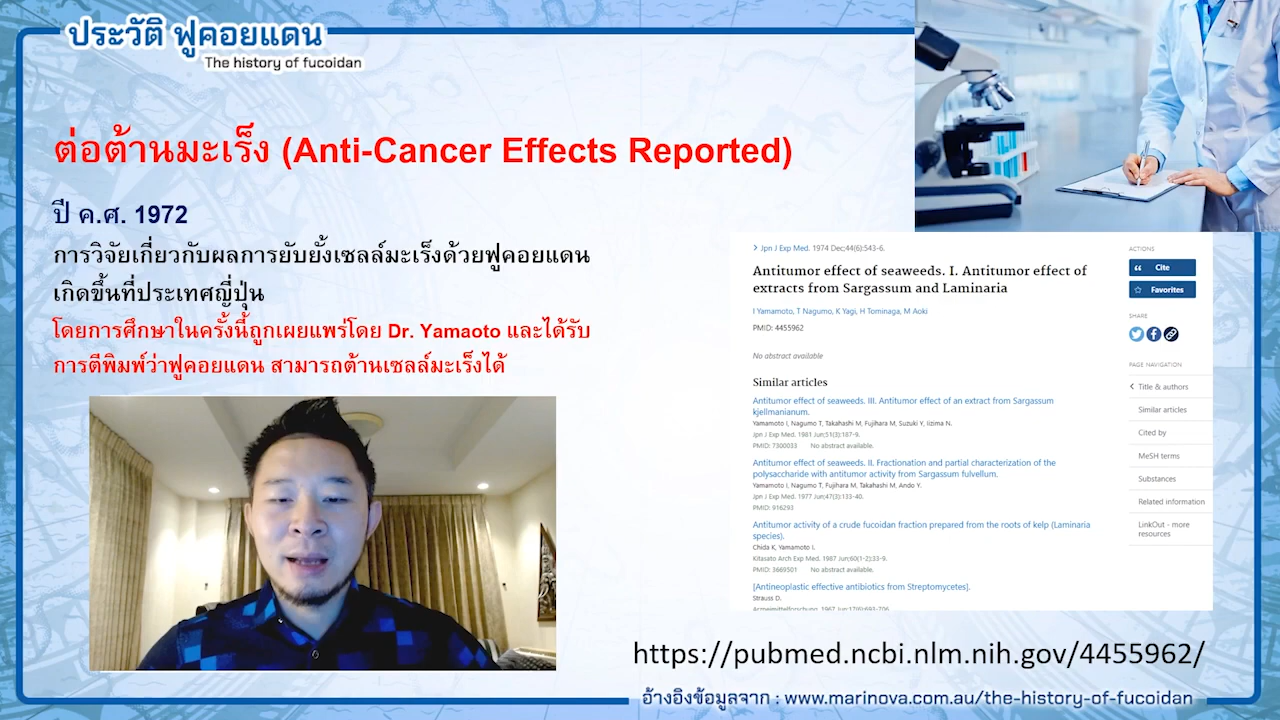 ประวัติ ฟูคอยแดน
The history of fucoidan
ต่อต้านมะเร็ง (Anti-Cancer Effects Reported)
ปี ค.ศ. 1972
การวิจัยเกี่ยวกับผลการยับยั้งเซลล์มะเร็งด้วยฟูคอยแดน
เกิดขึ้นที่ประเทศญี่ปุ่น
โดยการศึกษาในครั้งนี้ถูกเผยแพร่โดย Dr. Yamaoto และได้รับ
การตีพิมพ์ว่าฟูคอยแดน สามารถต้านเซลล์มะเร็งได้
Jpn J Exp Med. 1974 Dec;44(6):543-6.
Antitumor effect of seaweeds. I. Antitumor effect of
extracts from Sargassum and Laminaria
I Yamamoto, T Nagumo, K Yagi, H Tominaga, M Aoki
PMID: 4455962
No abstract available
Similar articles
Antitumor effect of seaweeds. III. Antitumor effect of an extract from Sargassum
kjellmanianum.
Yamamoto I, Nagumo T, Takahashi M, Fujihara M, Suzuki Y, Iizima N.
Jpn J Exp Med. 1981 Jun;51(3):187-9.
PMID: 7300033 No abstract available.
Antitumor effect of seaweeds. II. Fractionation and partial characterization of the
polysaccharide with antitumor activity from Sargassum fulvellum.
Yamamoto I, Nagumo T, Fujihara M, Takahashi M, Ando Y.
Jpn J Exp Med. 1977 Jun;47(3):133-40.
PMID: 916293
Antitumor activity of a crude fucoidan fraction prepared from the roots of kelp (Laminaria
species).
Chida K, Yamamoto I.
Kitasato Arch Exp Med. 1987 Jun;60(1-2):33-9.
PMID: 3669501 No abstract available.
[Antineoplastic effective antibiotics from Streptomycetes].
Strauss D.
Arzneimittelforschung. 1967 Jun;17(6):693-706.
ACTIONS
Cite
Favorites
SHARE
PAGE NAVIGATION
Title & authors
Similar articles
Cited by
MeSH terms
Substances
Related information
LinkOut - more
resources
https://pubmed.ncbi.nlm.nih.gov/4455962/
อ้างอิงข้อมูลจาก : www.marinova.com.au/the-history-of-fucoidan